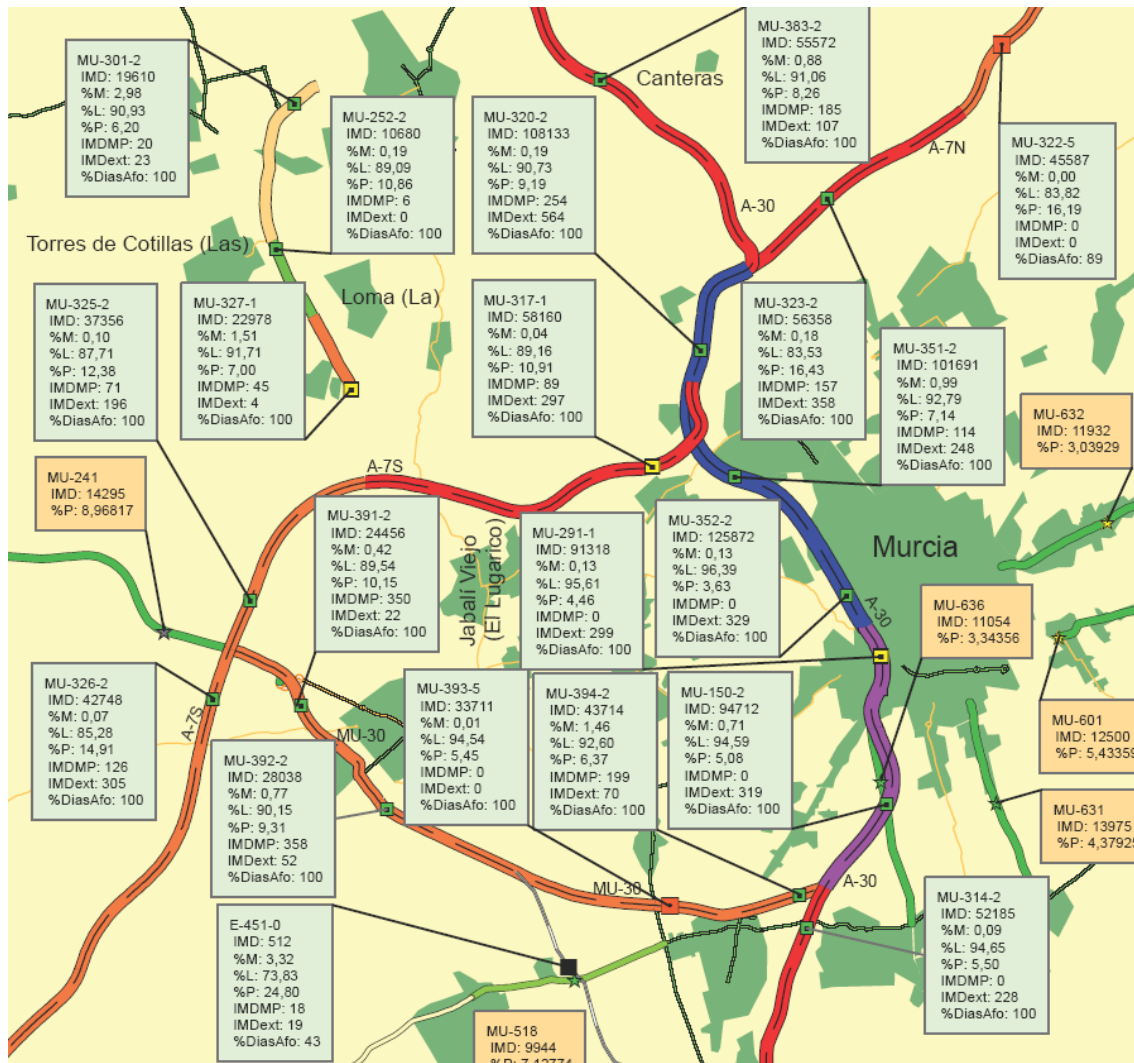 MU-301-2
IMD: 19610
%M: 2,98
%L: 90,93
%P: 6,20
IMDMP: 20
IMDext: 23
%DiasAfo: 100
MU-252-2
IMD: 10680
%M: 0,19
%L: 89,09
%P: 10,86
IMDMP: 6
IMDext: 0
%DiasAfo: 100
MU-320-2
IMD: 108133
%M: 0,19
%L: 90,73
%P: 9,19
IMDMP: 254
IMDext: 564
%DiasAfo: 100
Canteras
MU-383-2
IMD: 55572
%M: 0,88
%L: 91,06
%P: 8,26
IMDMP: 185
IMDext: 107
%DiasAfo: 100
A-7N
MU-322-5
IMD: 45587
%M: 0,00
%L: 83,82
%P: 16,19
IMDMP: 0
IMDext: 0
%DiasAfo: 89
A-30
Torres de Cotillas (Las)
Loma (La)
MU-325-2
IMD: 37356
%M: 0,10
%L: 87,71
%P: 12,38
IMDMP: 71
IMDext: 196
%DiasAfo: 100
MU-327-1
IMD: 22978
%M: 1,51
%L: 91,71
%P: 7,00
IMDMP: 45
IMDext: 4
%DiasAfo: 100
MU-317-1
IMD: 58160
%M: 0,04
%L: 89,16
%P: 10,91
IMDMP: 89
IMDext: 297
%DiasAfo: 100
MU-323-2
IMD: 56358
%M: 0,18
%L: 83,53
%P: 16,43
IMDMP: 157
IMDext: 358
%DiasAfo: 100
MU-351-2
IMD: 101691
%M: 0,99
%L: 92,79
%P: 7,14
IMDMP: 114
IMDext: 248
%DiasAfo: 100
MU-632
IMD: 11932
%P: 3,03929
A-7S
MU-241
IMD: 14295
%P: 8,96817
MU-391-2
IMD: 24456
%M: 0,42
%L: 89,54
%P: 10,15
IMDMP: 350
IMDext: 22
%DiasAfo: 100
Jabalí Viejo
(El Lugarico)
MU-291-1
IMD: 91318
%M: 0,13
%L: 95,61
%P: 4,46
IMDMP: 0
IMDext: 299
%DiasAfo: 100
MU-352-2
IMD: 125872
%M: 0,13
%L: 96,39
%P: 3,63
IMDMP: 0
IMDext: 329
%DiasAfo: 100
Murcia
A-30
MU-636
IMD: 11054
%P: 3,34356
MU-326-2
IMD: 42748
%M: 0,07
%L: 85,28
%P: 14,91
IMDMP: 126
IMDext: 305
%DiasAfo: 100
A-7S
MU-30
MU-393-5
IMD: 33711
%M: 0,01
%L: 94,54
%P: 5,45
IMDMP: 0
IMDext: 0
%DiasAfo: 100
MU-394-2
IMD: 43714
%M: 1,46
%L: 92,60
%P: 6,37
IMDMP: 199
IMDext: 70
%DiasAfo: 100
MU-150-2
IMD: 94712
%M: 0,71
%L: 94,59
%P: 5,08
IMDMP: 0
IMDext: 319
%DiasAfo: 100
MU-601
IMD: 12500
%P: 5,43359
MU-392-2
IMD: 28038
%M: 0,77
%L: 90,15
%P: 9,31
IMDMP: 358
IMDext: 52
%DiasAfo: 100
MU-631
IMD: 13975
%P: 4,37925
MU-30
A-30
MU-314-2
IMD: 52185
%M: 0,09
%L: 94,65
%P: 5,50
IMDMP: 0
IMDext: 228
%DiasAfo: 100
E-451-0
IMD: 512
%M: 3,32
%L: 73,83
%P: 24,80
IMDMP: 18
IMDext: 19
%DiasAfo: 43
MU-518
IMD: 9944